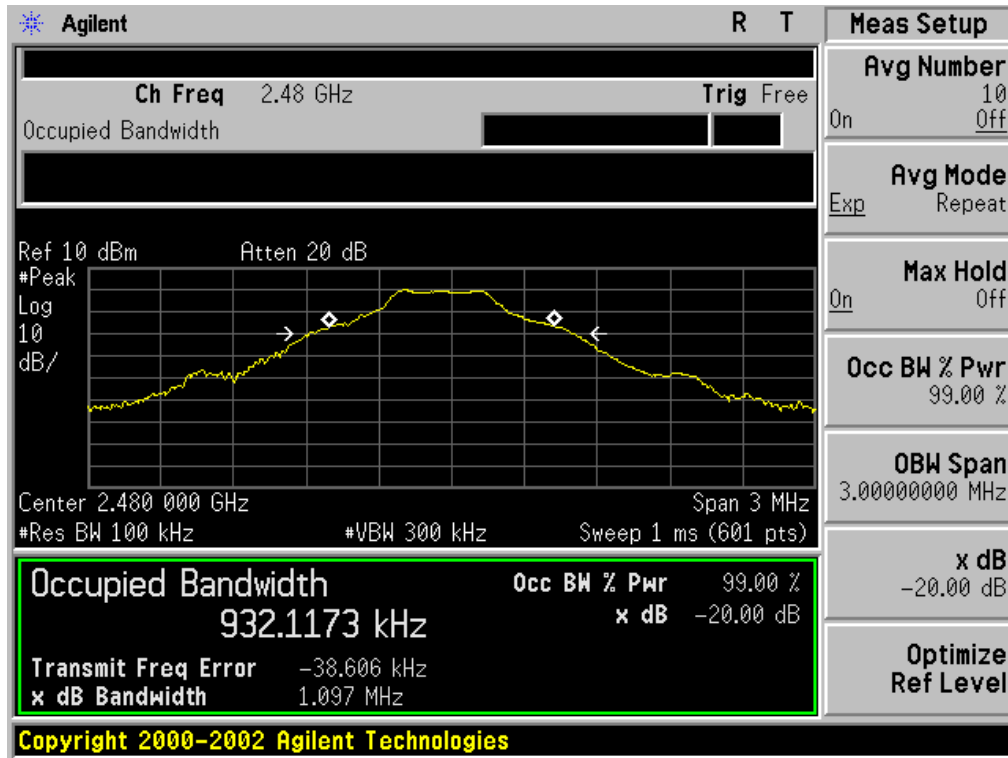 Agilent R T
Ch Freq 2.48 GHz Trig Free
Occupied Bandwidth
Ref 10 dBm Atten 20 dB
#Peak
Log
10
dB/
Center 2.480 000 GHz Span 3 MHz
#Res BW 100 kHz #VBW 300 kHz Sweep 1 ms (601 pts)
Occupied Bandwidth Occ BW % Pwr 99.00 %
932.1173 kHz x dB -20.00 dB
Transmit Freq Error -38.606 kHz
x dB Bandwidth 1.097 MHz
Copyright 2000-2002 Agilent Technologies
Meas Setup
Avg Number
10
On Off
Avg Mode
Exp Repeat
Max Hold
On Off
Occ BW % Pwr
99.00 %
OBW Span
3.00000000 MHz
x dB
-20.00 dB
Optimize
Ref Level